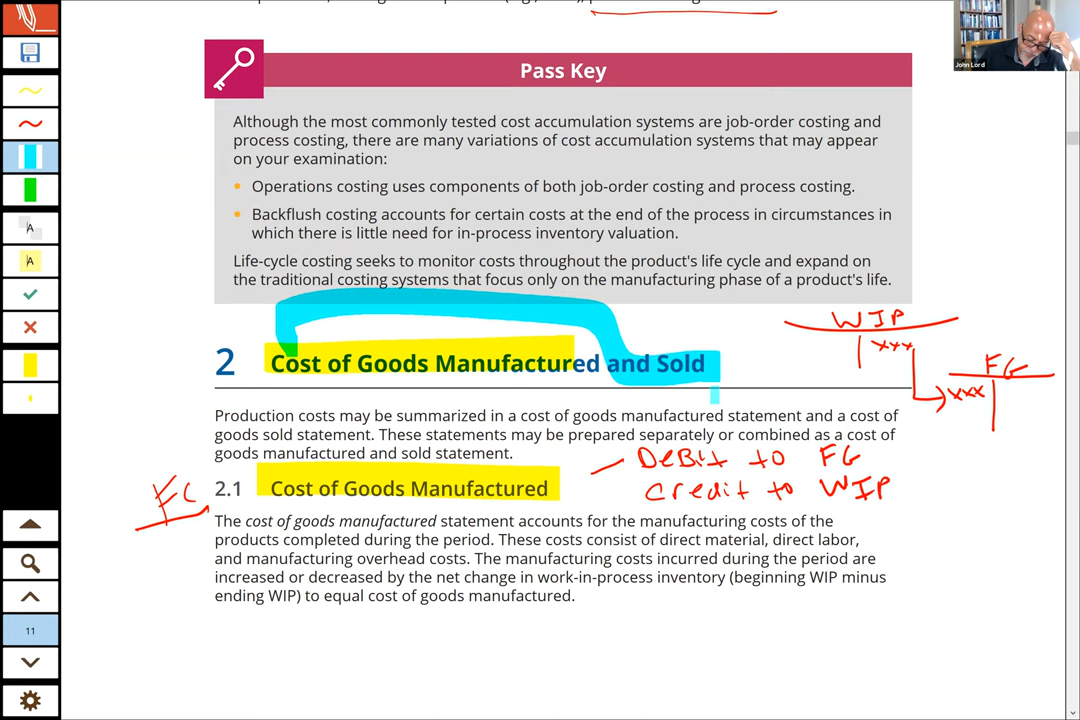 John Lord
Pass Key
Although the most commonly tested cost accumulation systems are job-order costing and
process costing, there are many variations of cost accumulation systems that may appear
on your examination:
• Operations costing uses components of both job-order costing and process costing.
• Backflush costing accounts for certain costs at the end of the process in circumstances in
which there is little need for in-process inventory valuation.
Life-cycle costing seeks to monitor costs throughout the product's life cycle and expand on
the traditional costing systems that focus only on the manufacturing phase of a product's life.
WIP
xxx
FG
xxx
2 Cost of Goods Manufactured and Sold
Production costs may be summarized in a cost of goods manufactured statement and a cost of
goods sold statement. These statements may be prepared separately or combined as a cost of
goods manufactured and sold statement.
Debit to FG
Credit to WIP
2.1 Cost of Goods Manufactured
The cost of goods manufactured statement accounts for the manufacturing costs of the
products completed during the period. These costs consist of direct material, direct labor,
and manufacturing overhead costs. The manufacturing costs incurred during the period are
increased or decreased by the net change in work-in-process inventory (beginning WIP minus
ending WIP) to equal cost of goods manufactured.
A
A
11